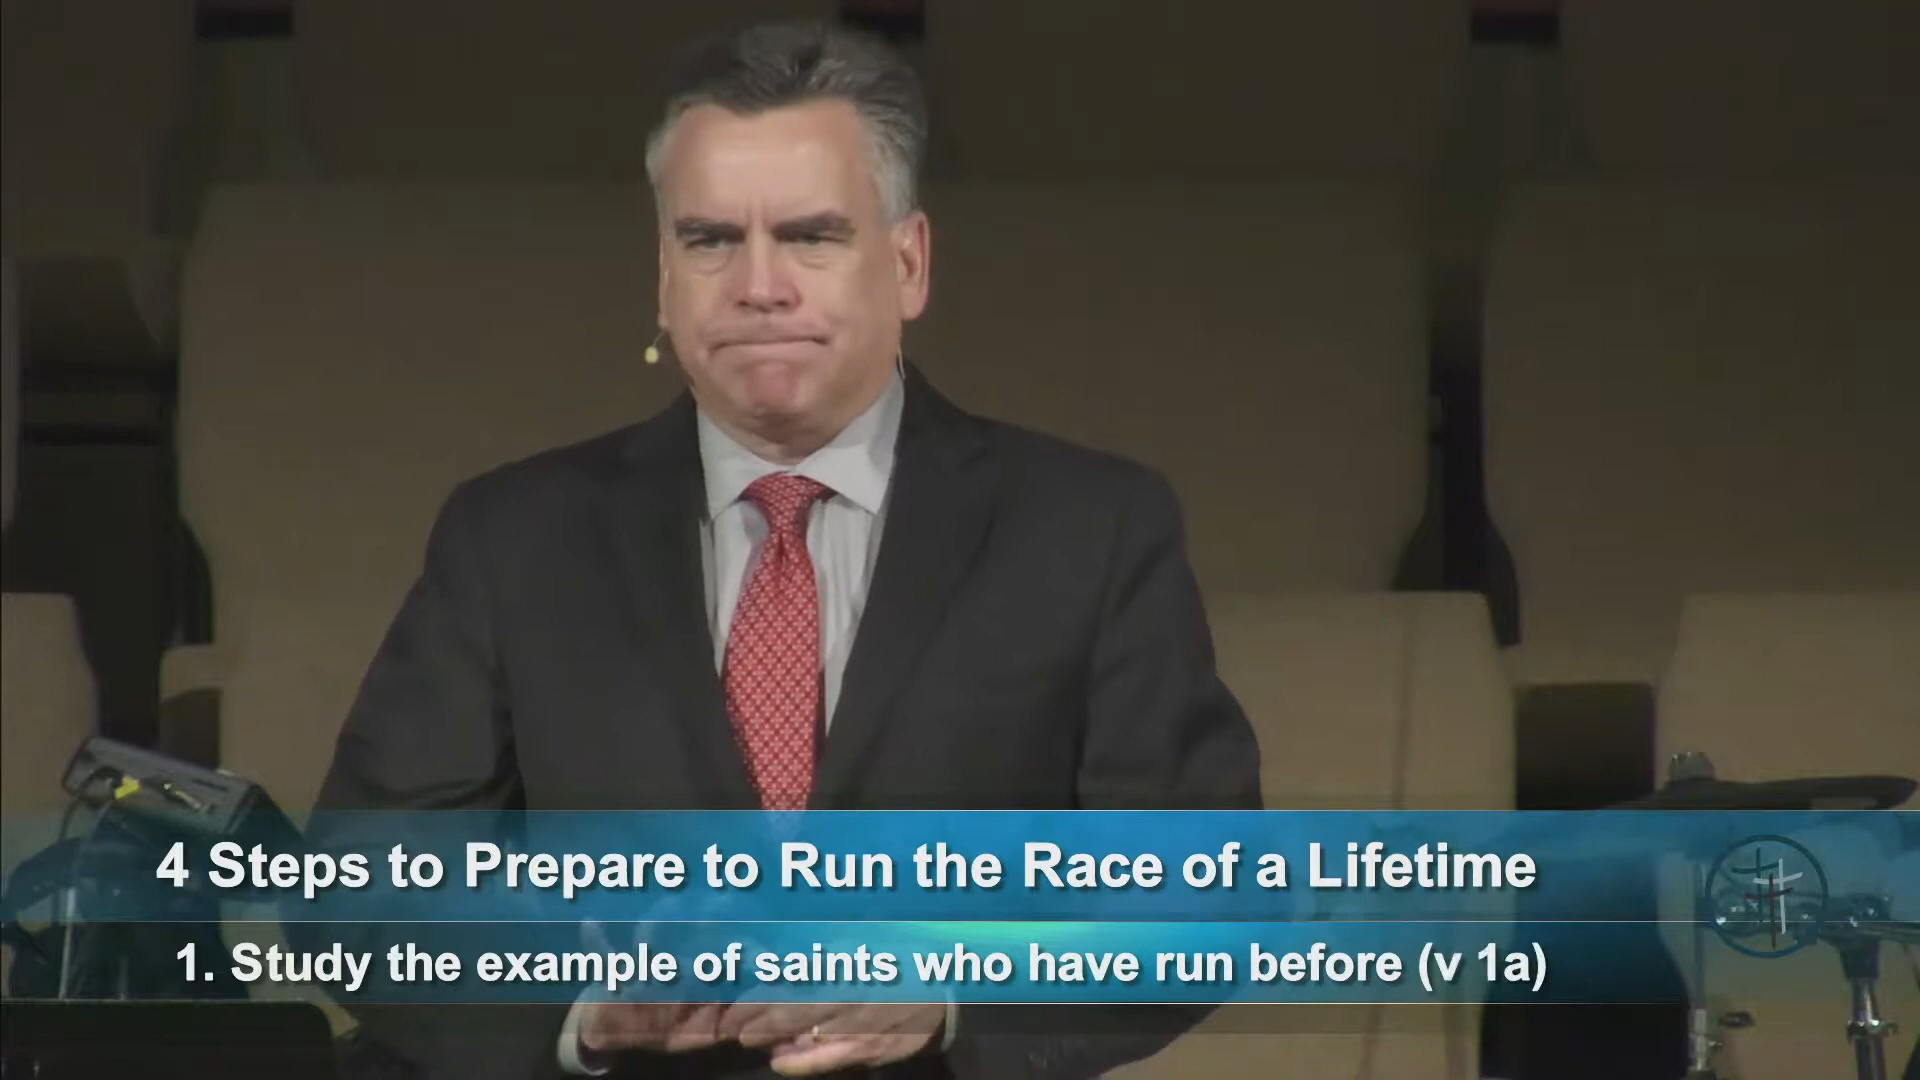 4 Steps to Prepare to Run the Race of a Lifetime
1. Study the example of saints who have run before (v 1a)